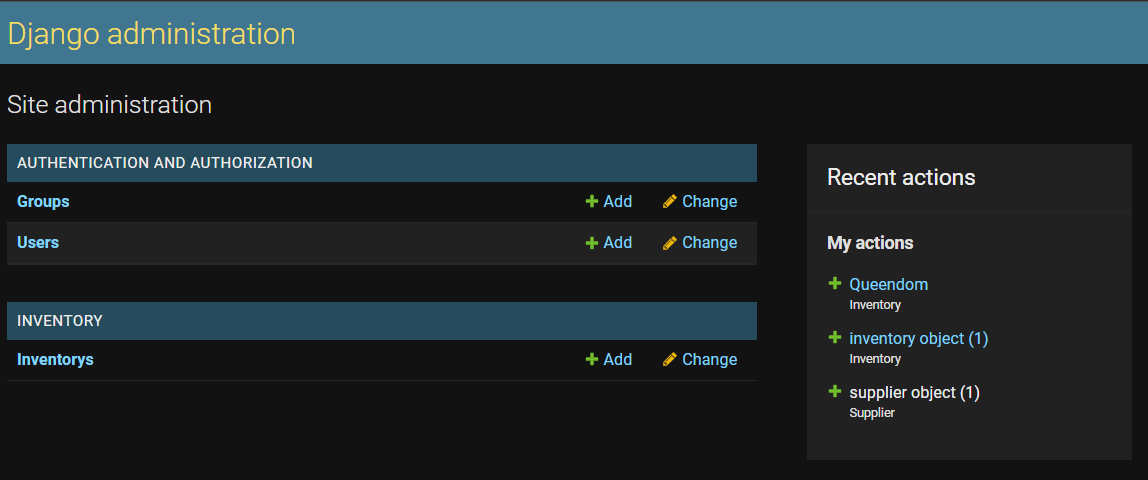 Django administration
Site administration
AUTHENTICATION AND AUTHORIZATION
Groups Add Change
Users Add Change
INVENTORY
Inventorys Add Change
Recent actions
My actions
Queendom
Inventory
inventory object (1)
Inventory
supplier object (1)
Supplier